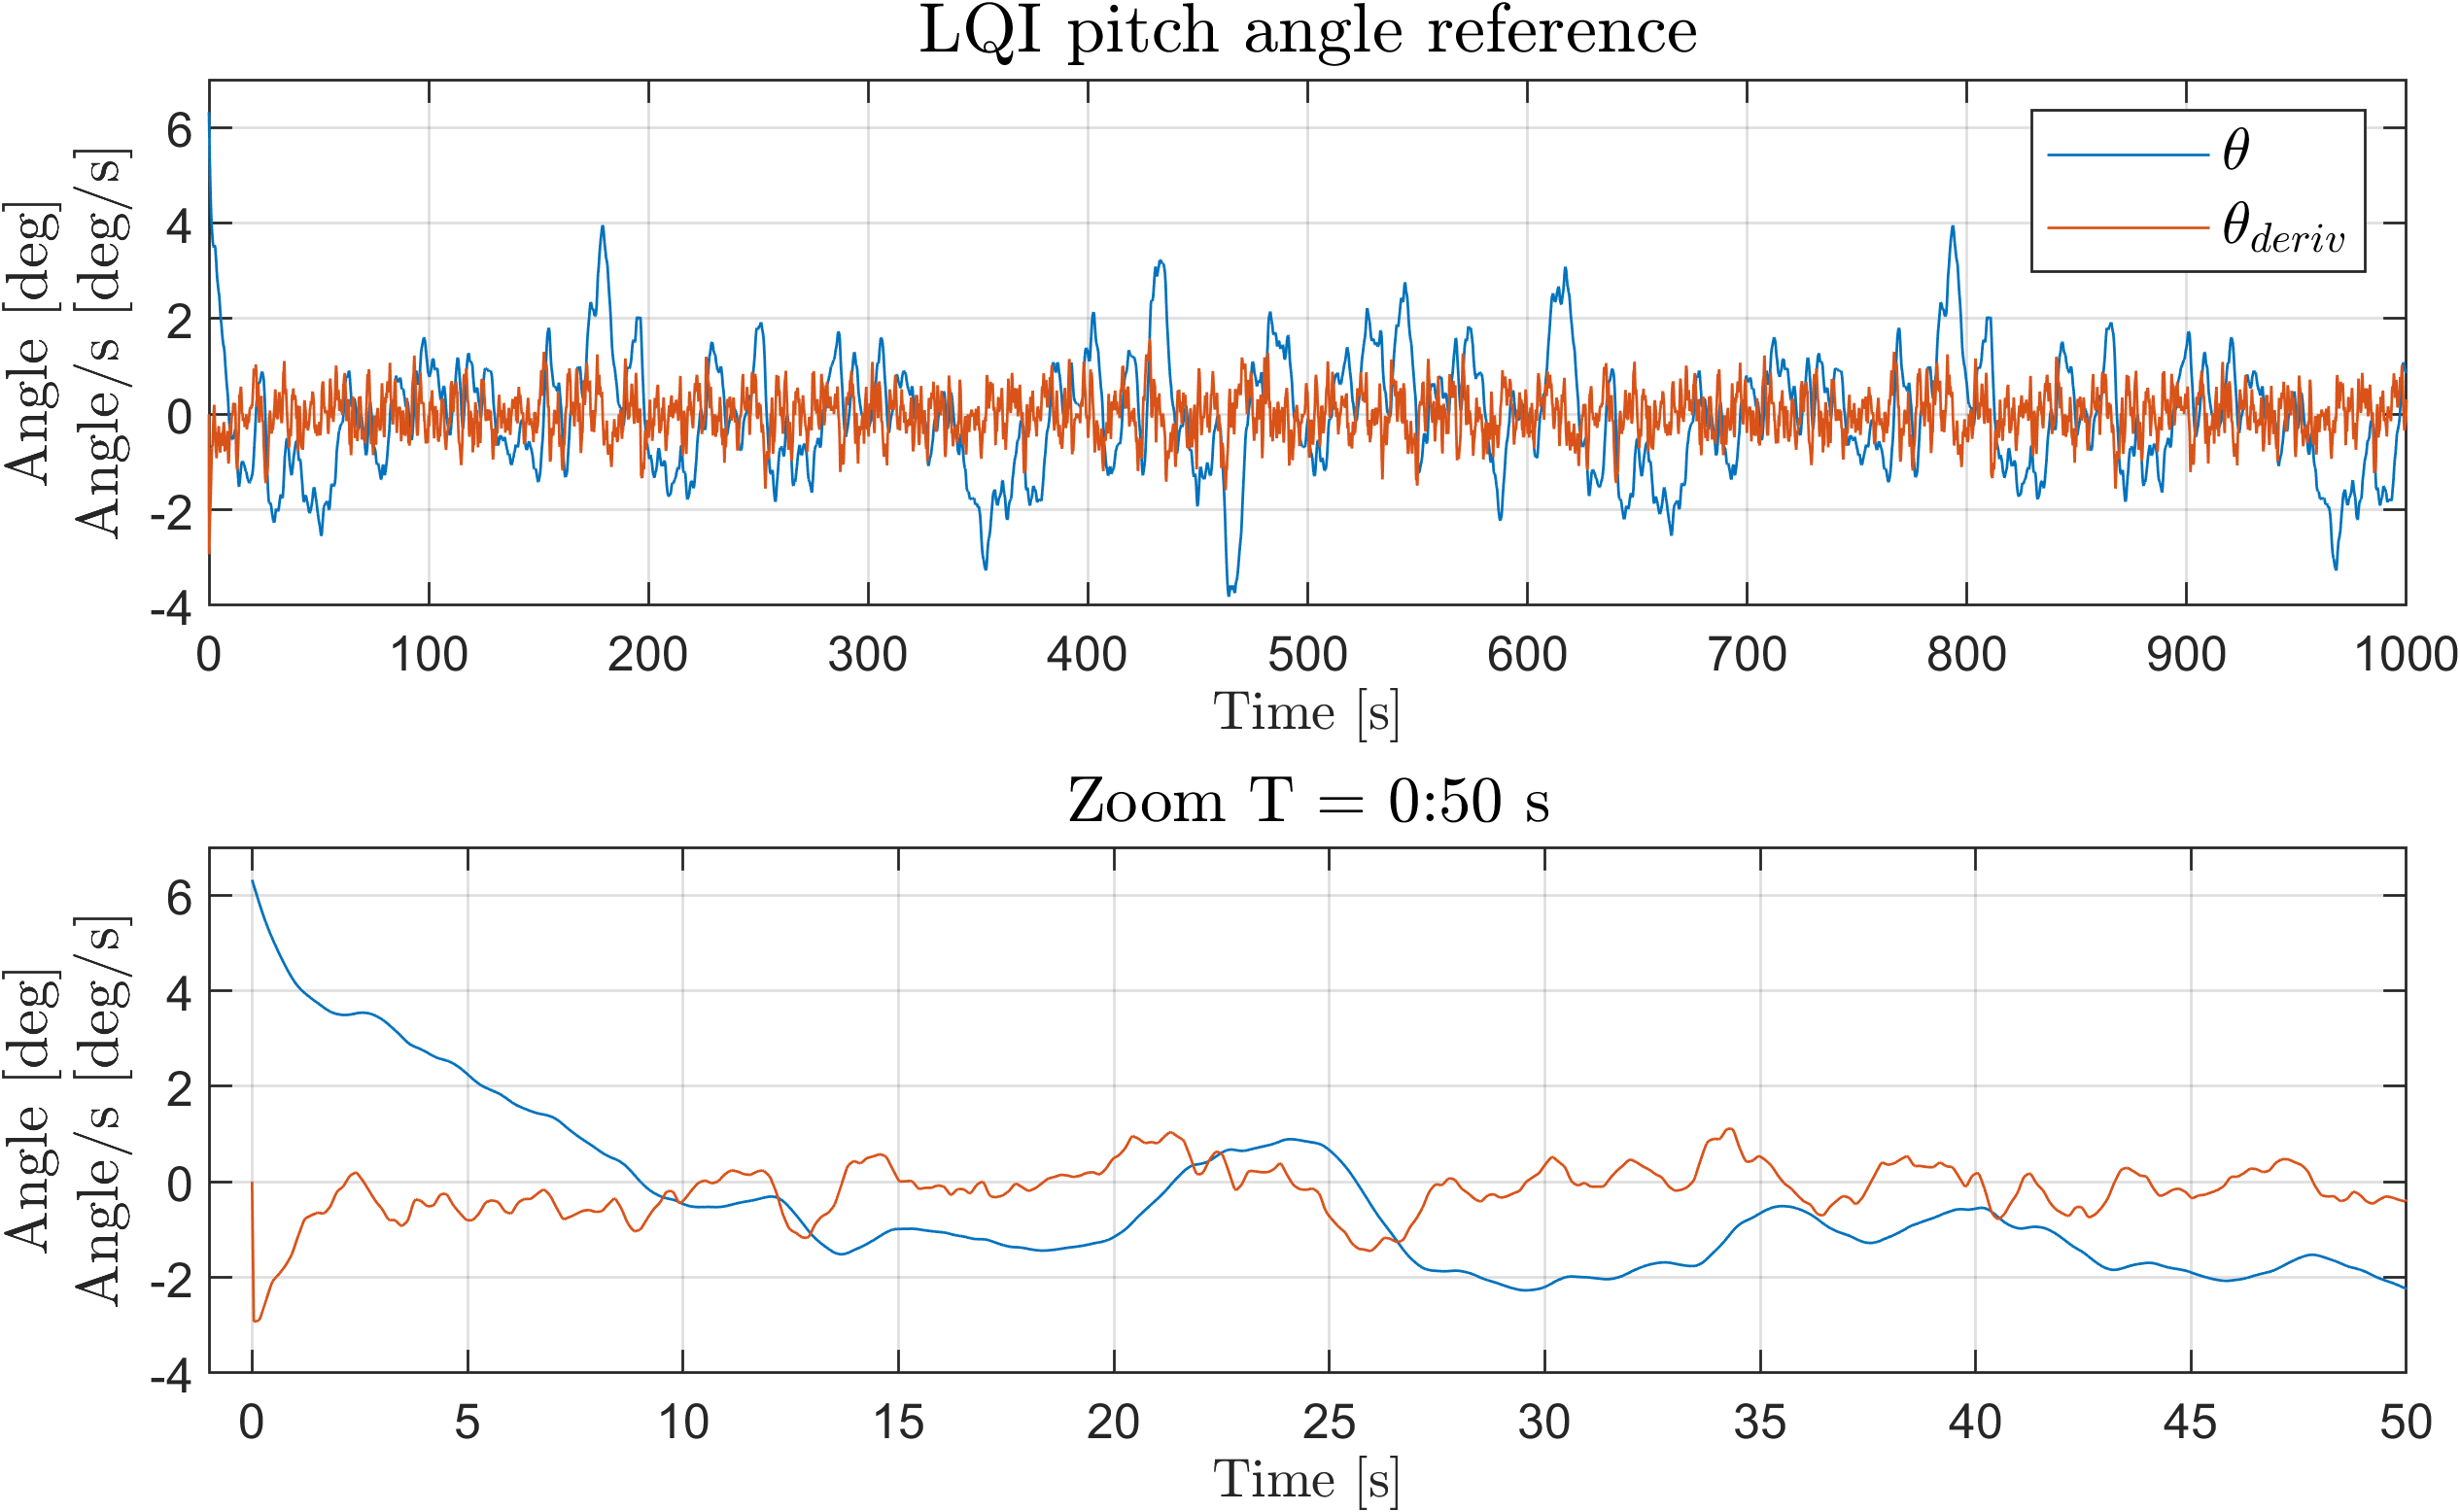 LQI pitch angle reference
Angle [deg]
Angle/s [deg/s]
6
4
2
0
-2
-4
θ
θ_deriv
0 100 200 300 400 500 600 700 800 900 1000
Time [s]
Zoom T = 0:50 s
Angle [deg]
Angle/s [deg/s]
6
4
2
0
-2
-4
0 5 10 15 20 25 30 35 40 45 50
Time [s]